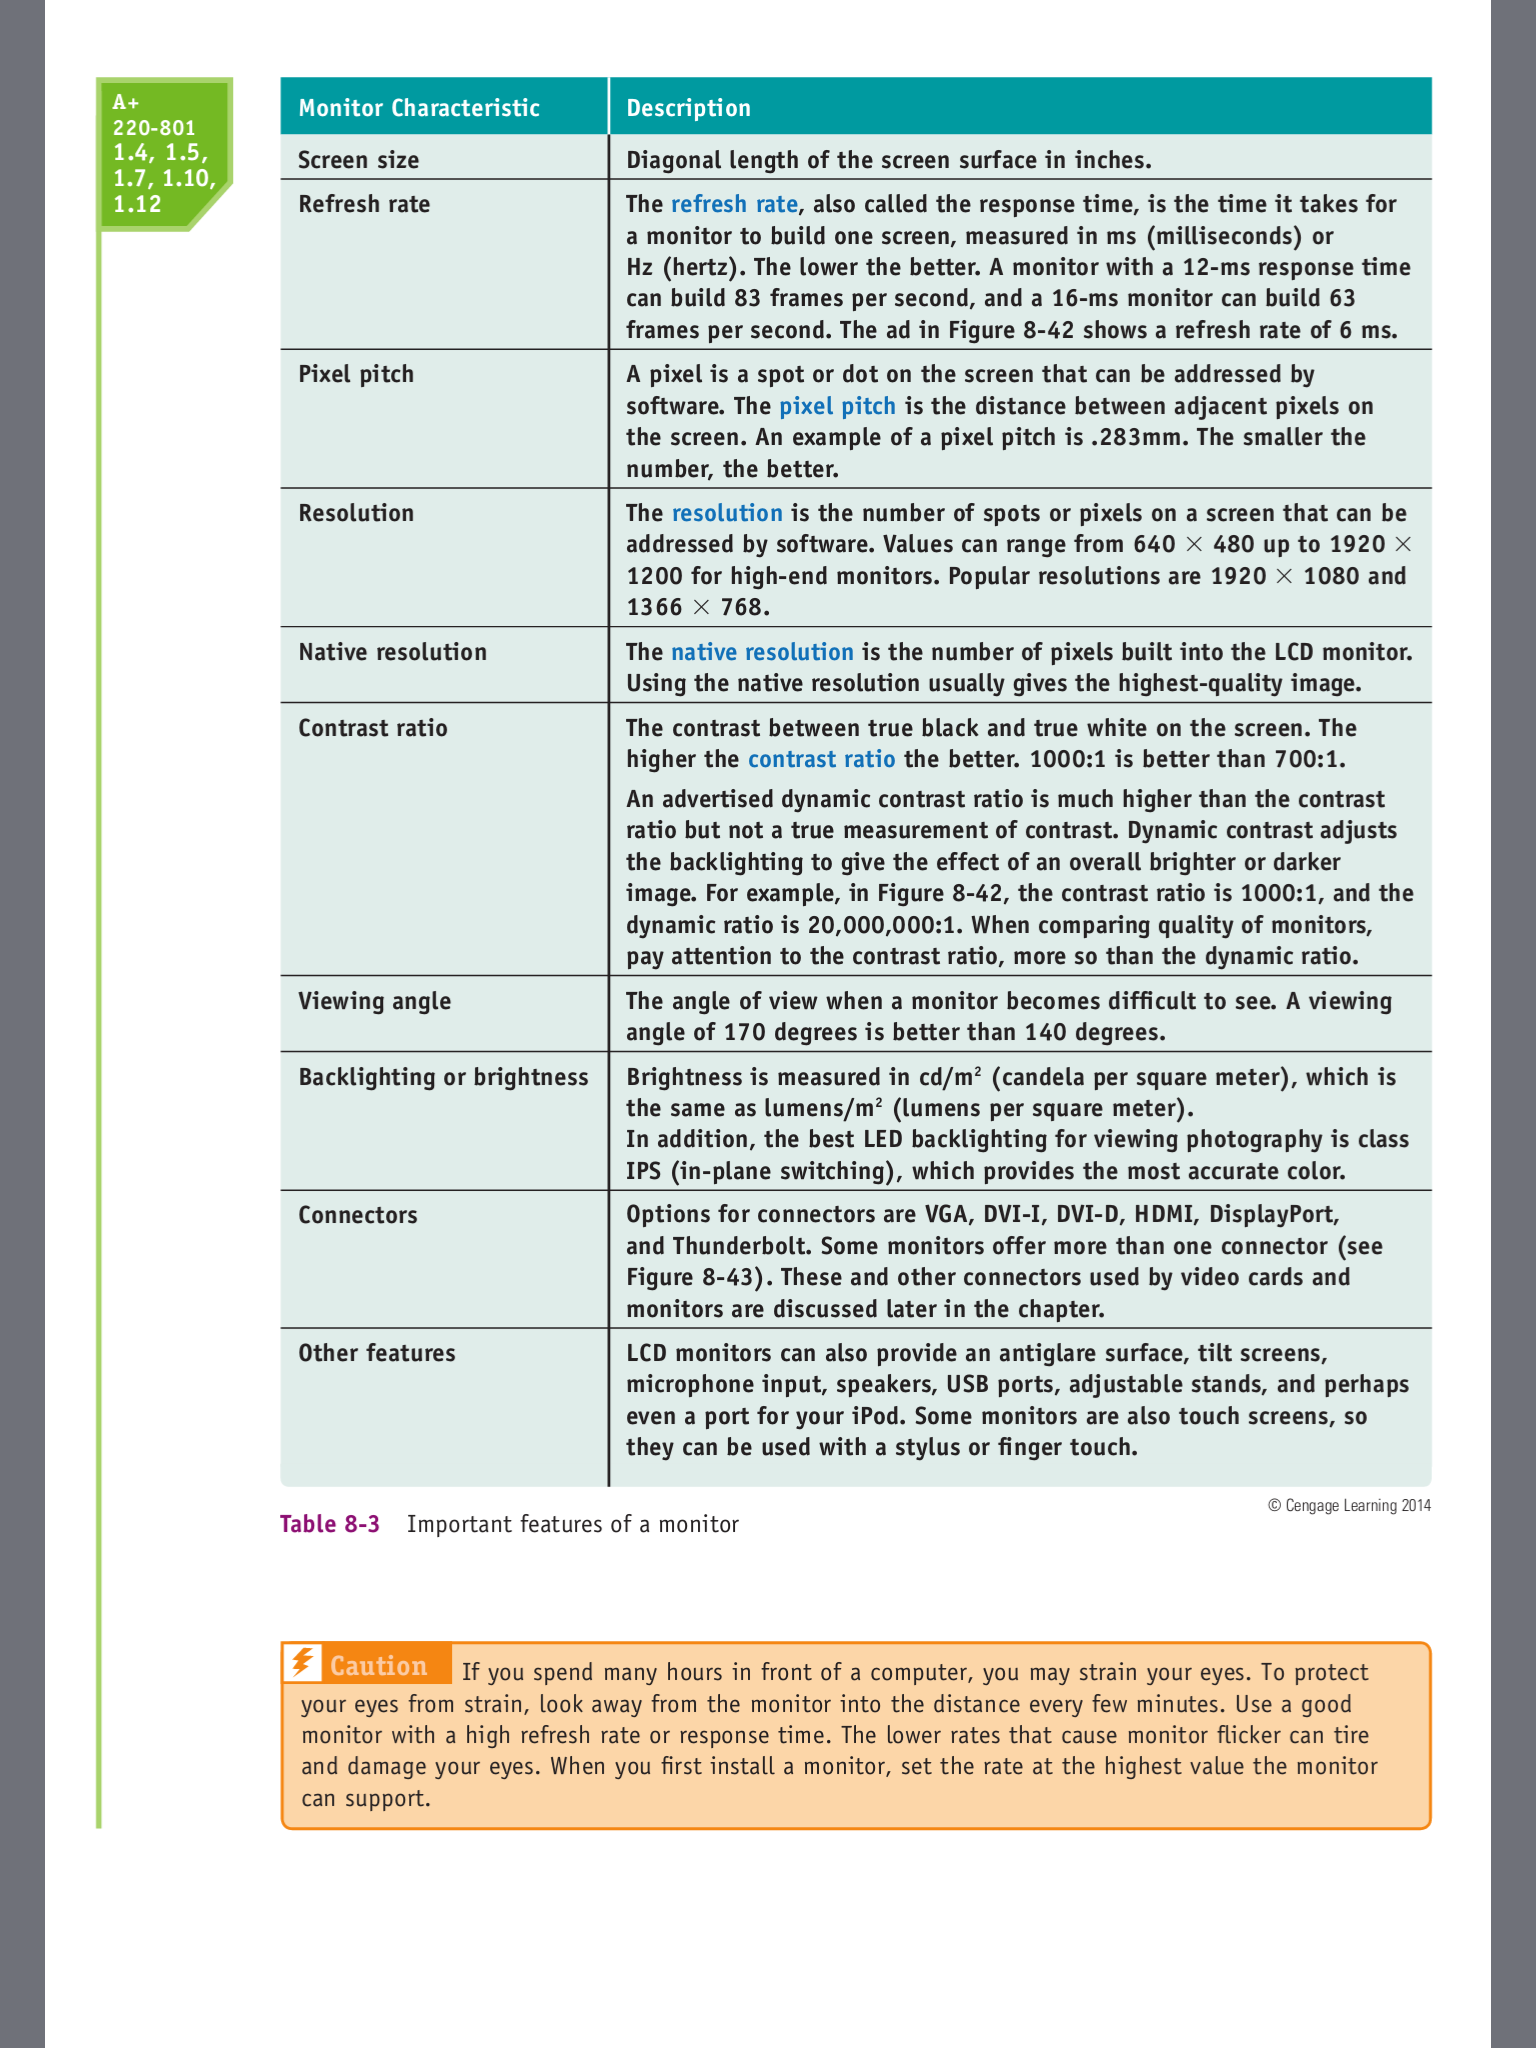 A+
220-801
1.4, 1.5,
1.7, 1.10,
1.12
Monitor Characteristic
Description
Screen size
Diagonal length of the screen surface in inches.
Refresh rate
The refresh rate, also called the response time, is the time it takes for
a monitor to build one screen, measured in ms (milliseconds) or
Hz (hertz). The lower the better. A monitor with a 12-ms response time
can build 83 frames per second, and a 16-ms monitor can build 63
frames per second. The ad in Figure 8-42 shows a refresh rate of 6 ms.
Pixel pitch
A pixel is a spot or dot on the screen that can be addressed by
software. The pixel pitch is the distance between adjacent pixels on
the screen. An example of a pixel pitch is .283mm. The smaller the
number, the better.
Resolution
The resolution is the number of spots or pixels on a screen that can be
addressed by software. Values can range from 640 × 480 up to 1920 ×
1200 for high-end monitors. Popular resolutions are 1920 × 1080 and
1366 × 768.
Native resolution
The native resolution is the number of pixels built into the LCD monitor.
Using the native resolution usually gives the highest-quality image.
Contrast ratio
The contrast between true black and true white on the screen. The
higher the contrast ratio the better. 1000:1 is better than 700:1.
An advertised dynamic contrast ratio is much higher than the contrast
ratio but not a true measurement of contrast. Dynamic contrast adjusts
the backlighting to give the effect of an overall brighter or darker
image. For example, in Figure 8-42, the contrast ratio is 1000:1, and the
dynamic ratio is 20,000,000:1. When comparing quality of monitors,
pay attention to the contrast ratio, more so than the dynamic ratio.
Viewing angle
The angle of view when a monitor becomes difficult to see. A viewing
angle of 170 degrees is better than 140 degrees.
Backlighting or brightness
Brightness is measured in cd/m² (candela per square meter), which is
the same as lumens/m² (lumens per square meter).
In addition, the best LED backlighting for viewing photography is class
IPS (in-plane switching), which provides the most accurate color.
Connectors
Options for connectors are VGA, DVI-I, DVI-D, HDMI, DisplayPort,
and Thunderbolt. Some monitors offer more than one connector (see
Figure 8-43). These and other connectors used by video cards and
monitors are discussed later in the chapter.
Other features
LCD monitors can also provide an antiglare surface, tilt screens,
microphone input, speakers, USB ports, adjustable stands, and perhaps
even a port for your iPod. Some monitors are also touch screens, so
they can be used with a stylus or finger touch.
© Cengage Learning 2014
Table 8-3 Important features of a monitor
Caution If you spend many hours in front of a computer, you may strain your eyes. To protect
your eyes from strain, look away from the monitor into the distance every few minutes. Use a good
monitor with a high refresh rate or response time. The lower rates that cause monitor flicker can tire
and damage your eyes. When you first install a monitor, set the rate at the highest value the monitor
can support.